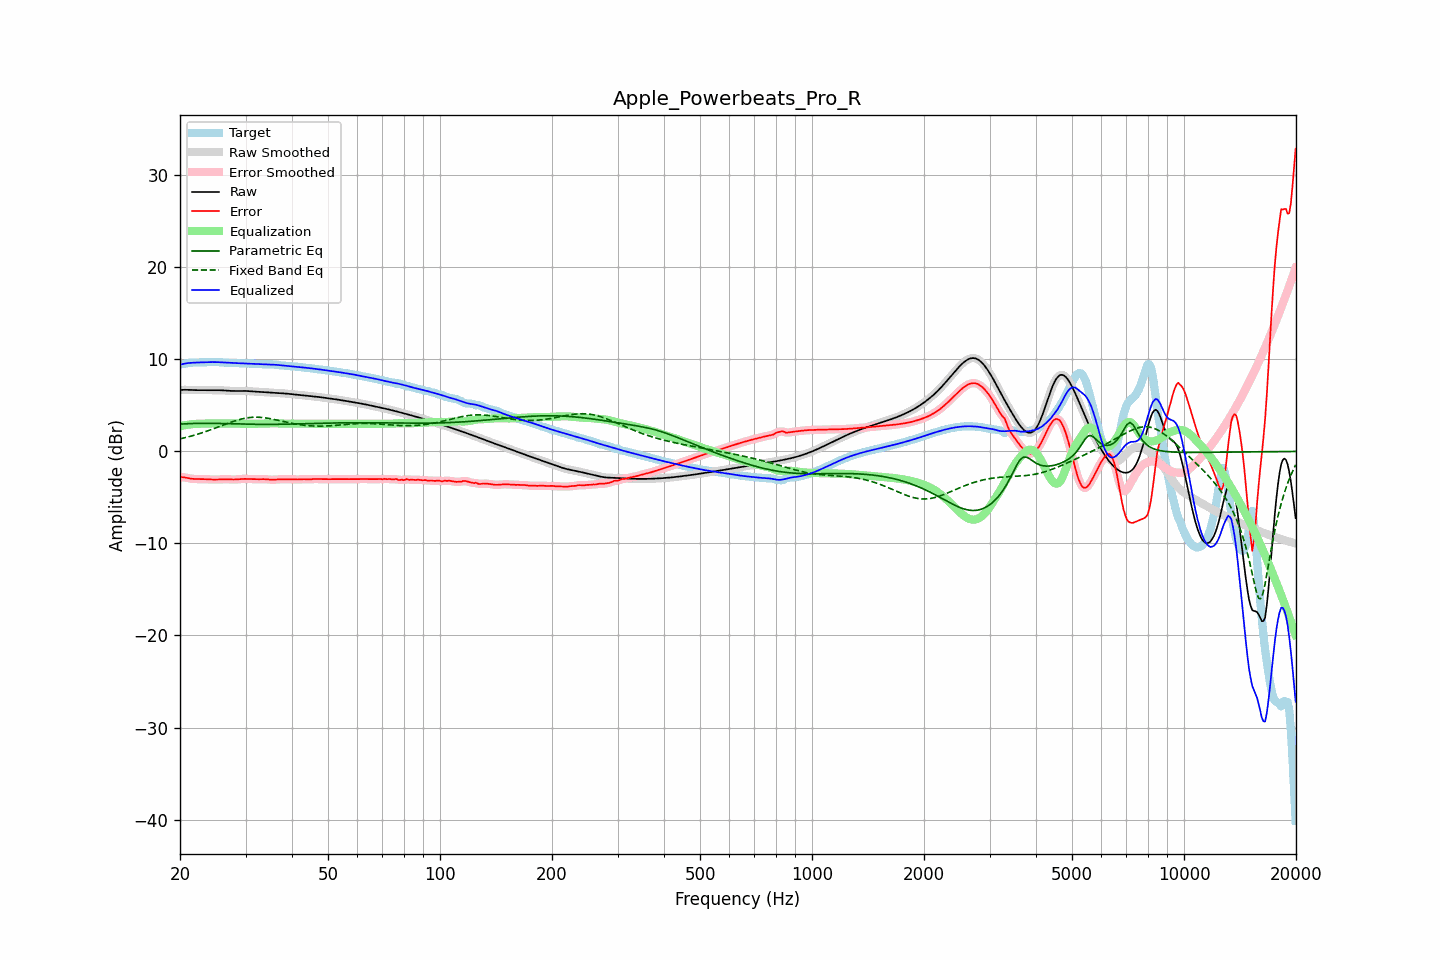 Apple_Powerbeats_Pro_R
Target
Raw Smoothed
Error Smoothed
Raw
Error
Equalization
Parametric Eq
Fixed Band Eq
Equalized
Amplitude (dBr)
30
20
10
0
−10
−20
−30
−40
20 50 100 200 500 1000 2000 5000 10000 20000
Frequency (Hz)